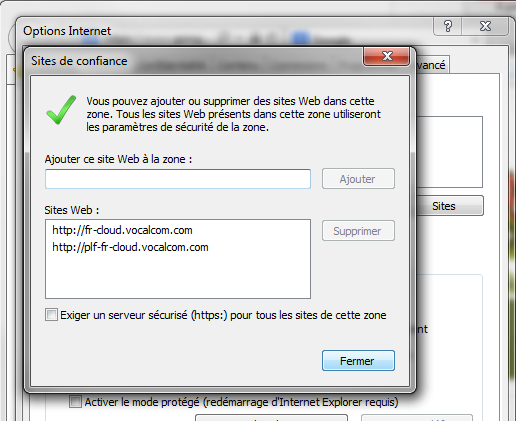 Options Internet
Sites de confiance
vancé
Vous pouvez ajouter ou supprimer des sites Web dans cette
zone. Tous les sites Web présents dans cette zone utiliseront
les paramètres de sécurité de la zone.
Ajouter ce site Web à la zone :
Ajouter
Sites
Sites Web :
http://fr-cloud.vocalcom.com
http://plf-fr-cloud.vocalcom.com
Supprimer
Exiger un serveur sécurisé (https:) pour tous les sites de cette zone
nt
Fermer
Activer le mode protégé (redémarrage d'Internet Explorer requis)